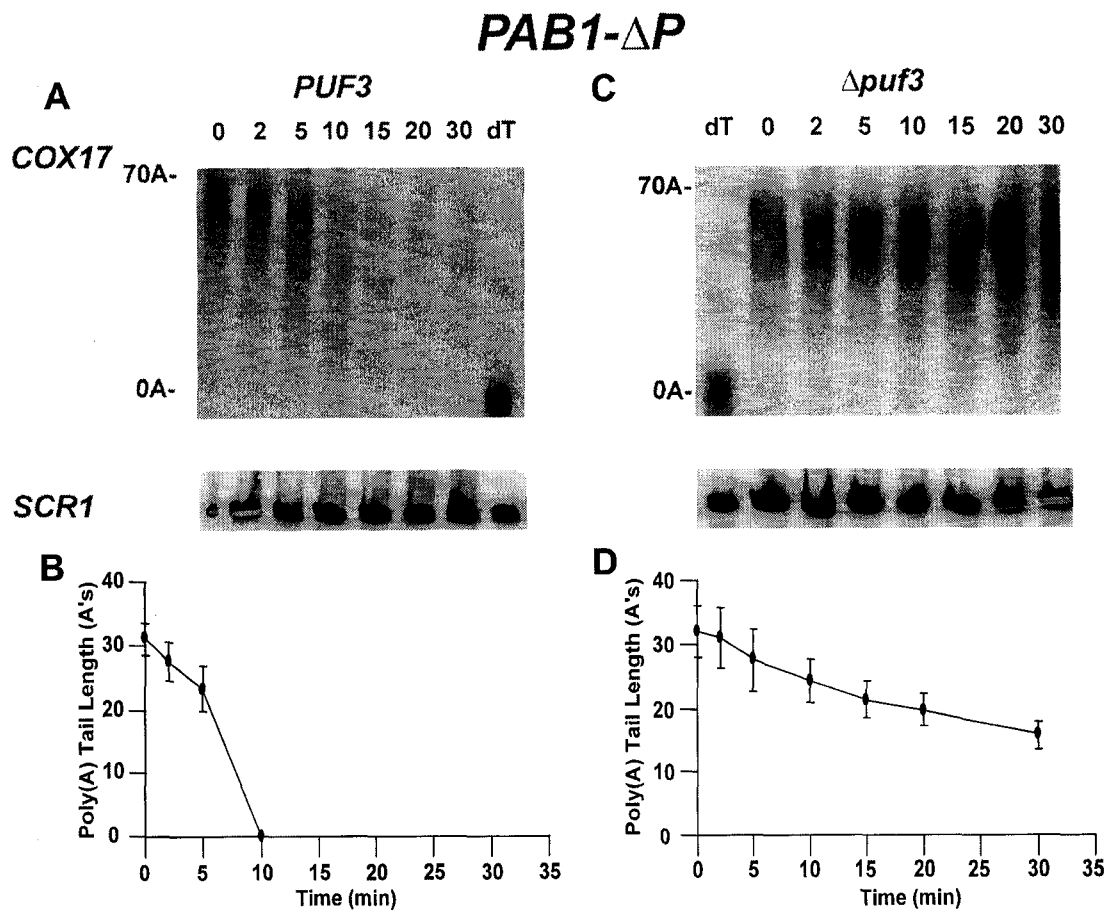 PAB1-ΔP
A
PUF3
0 2 5 10 15 20 30 dT
COX17
70A-
0A-
SCR1
C
Δpuf3
dT 0 2 5 10 15 20 30
70A-
0A-
B
Poly(A) Tail Length (A's)
40
30
20
10
0
0 5 10 15 20 25 30 35
Time (min)
D
Poly(A) Tail Length (A's)
40
30
20
10
0
0 5 10 15 20 25 30 35
Time (min)